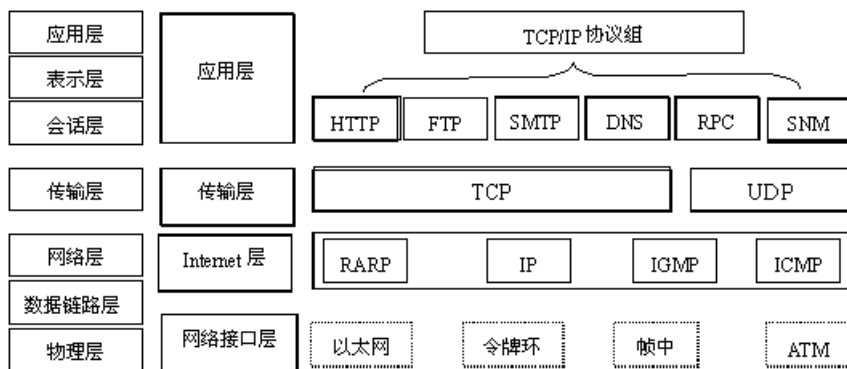 应用层
表示层
会话层
传输层
网络层
数据链路层
物理层
应用层
传输层
Internet 层
网络接口层
TCP/IP 协议组
HTTP FTP SMTP DNS RPC SNM
TCP UDP
RARP IP IGMP ICMP
以太网 令牌环 帧中 ATM